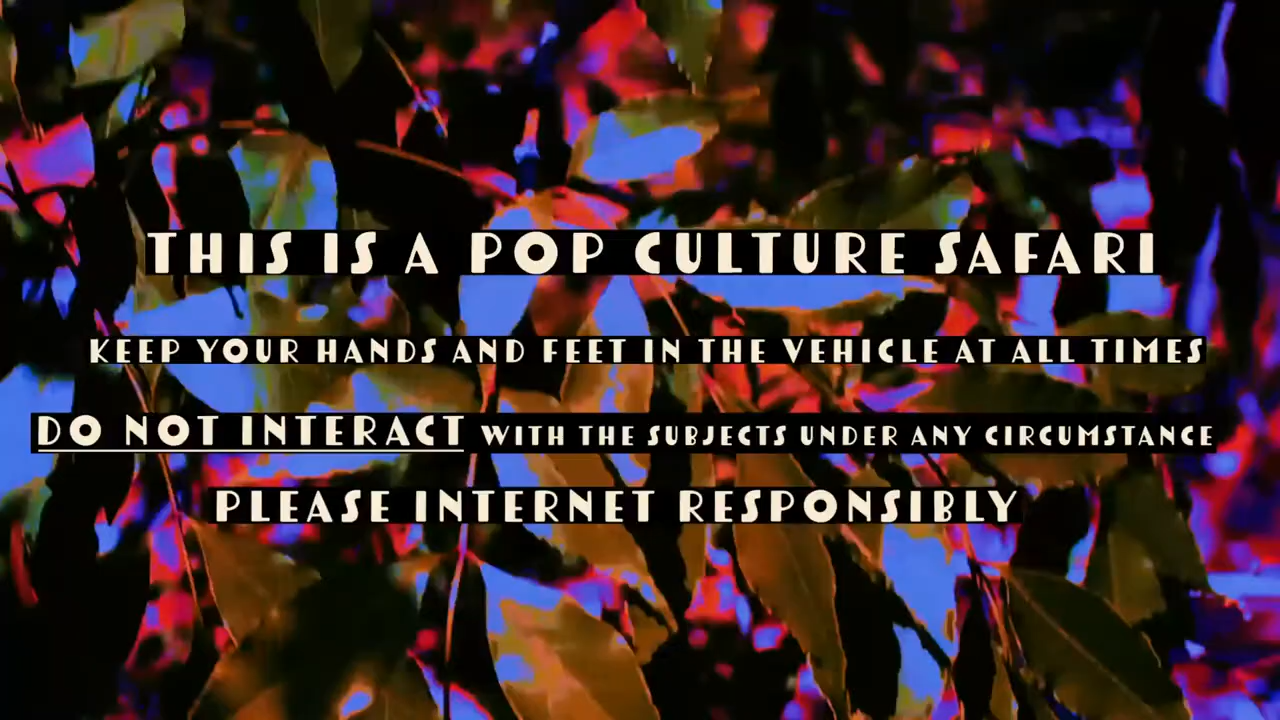 THIS IS A POP CULTURE SAFARI
KEEP YOUR HANDS AND FEET IN THE VEHICLE AT ALL TIMES
DO NOT INTERACT WITH THE SUBJECTS UNDER ANY CIRCUMSTANCE
PLEASE INTERNET RESPONSIBLY